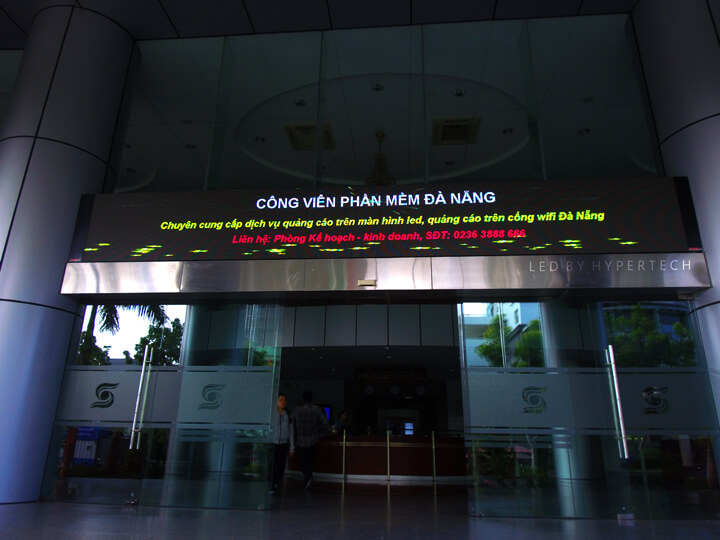 CÔNG VIÊN PHẦN MỀM ĐÀ NẴNG
Chuyên cung cấp dịch vụ quảng cáo trên màn hình led, quảng cáo trên cổng wifi Đà Nẵng
Liên hệ: Phòng Kế hoạch - kinh doanh, SĐT: 0236 3888 666
LED BY HYPERTECH